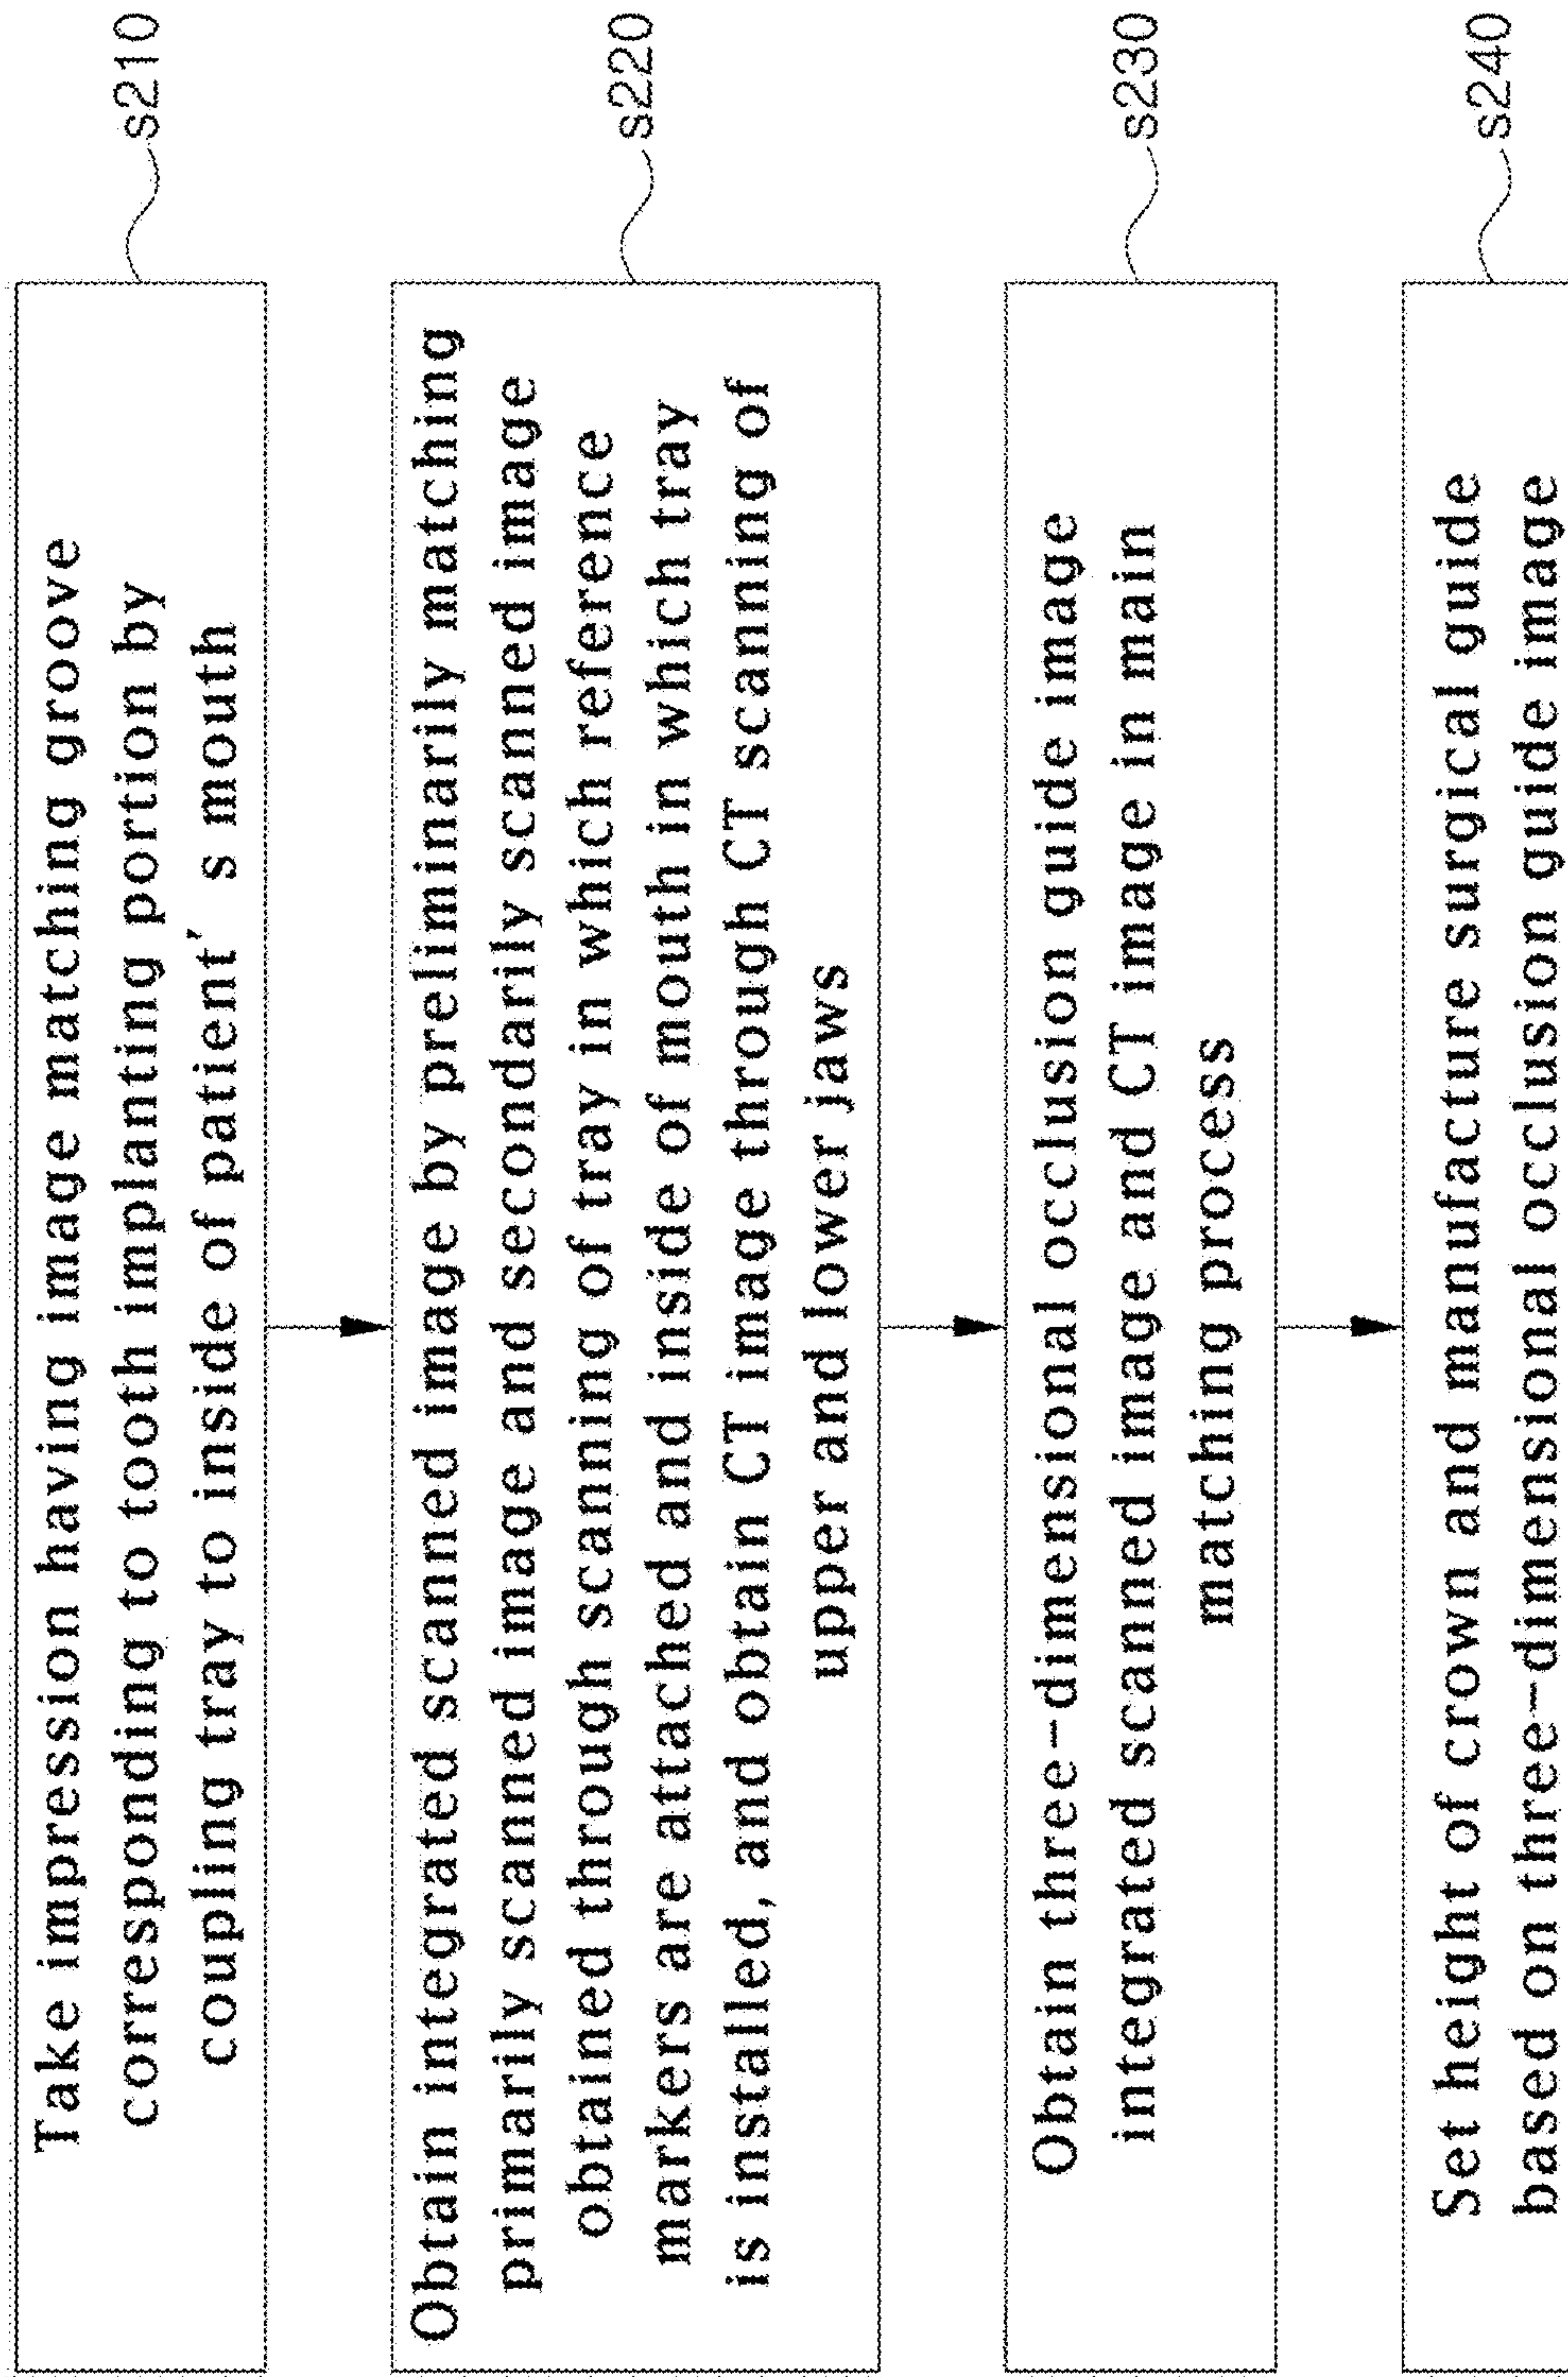 Take impression having image matching groove
corresponding to tooth implanting portion by
coupling tray to inside of patient's mouth
s210
Obtain integrated scanned image by preliminarily matching
primarily scanned image and secondarily scanned image
obtained through scanning of tray in which reference
markers are attached and inside of mouth in which tray
is installed, and obtain CT image through CT scanning of
upper and lower jaws
s220
Obtain three-dimensional occlusion guide image
integrated scanned image and CT image in main
matching process
s230
Set height of crown and manufacture surgical guide
based on three-dimensional occlusion guide image
s240